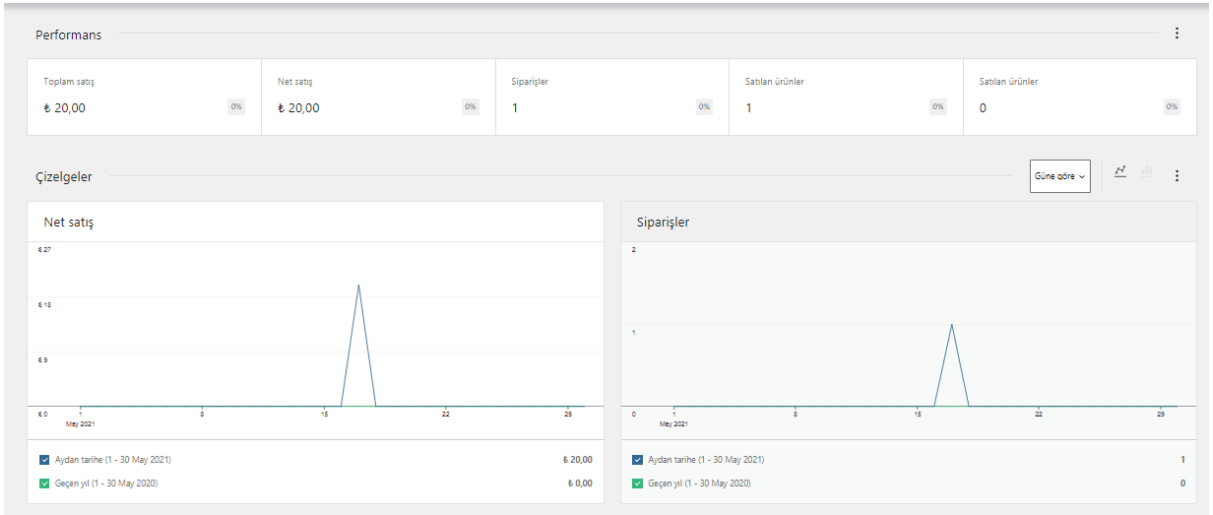 Performans
Toplam satış
Net satış
Siparişler
Satılan ürünler
Satılan ürünler
₺ 20,00
0%
₺ 20,00
0%
1
0%
1
0%
0
0%
Çizelgeler
Güne göre
Net satış
₺ 27
₺ 18
₺ 9
₺ 0
1
8
15
22
29
May 2021
Aydan tarihe (1 - 30 May 2021)
₺ 20,00
Geçen yıl (1 - 30 May 2020)
₺ 0,00
Siparişler
2
1
0
1
8
15
22
29
May 2021
Aydan tarihe (1 - 30 May 2021)
1
Geçen yıl (1 - 30 May 2020)
0